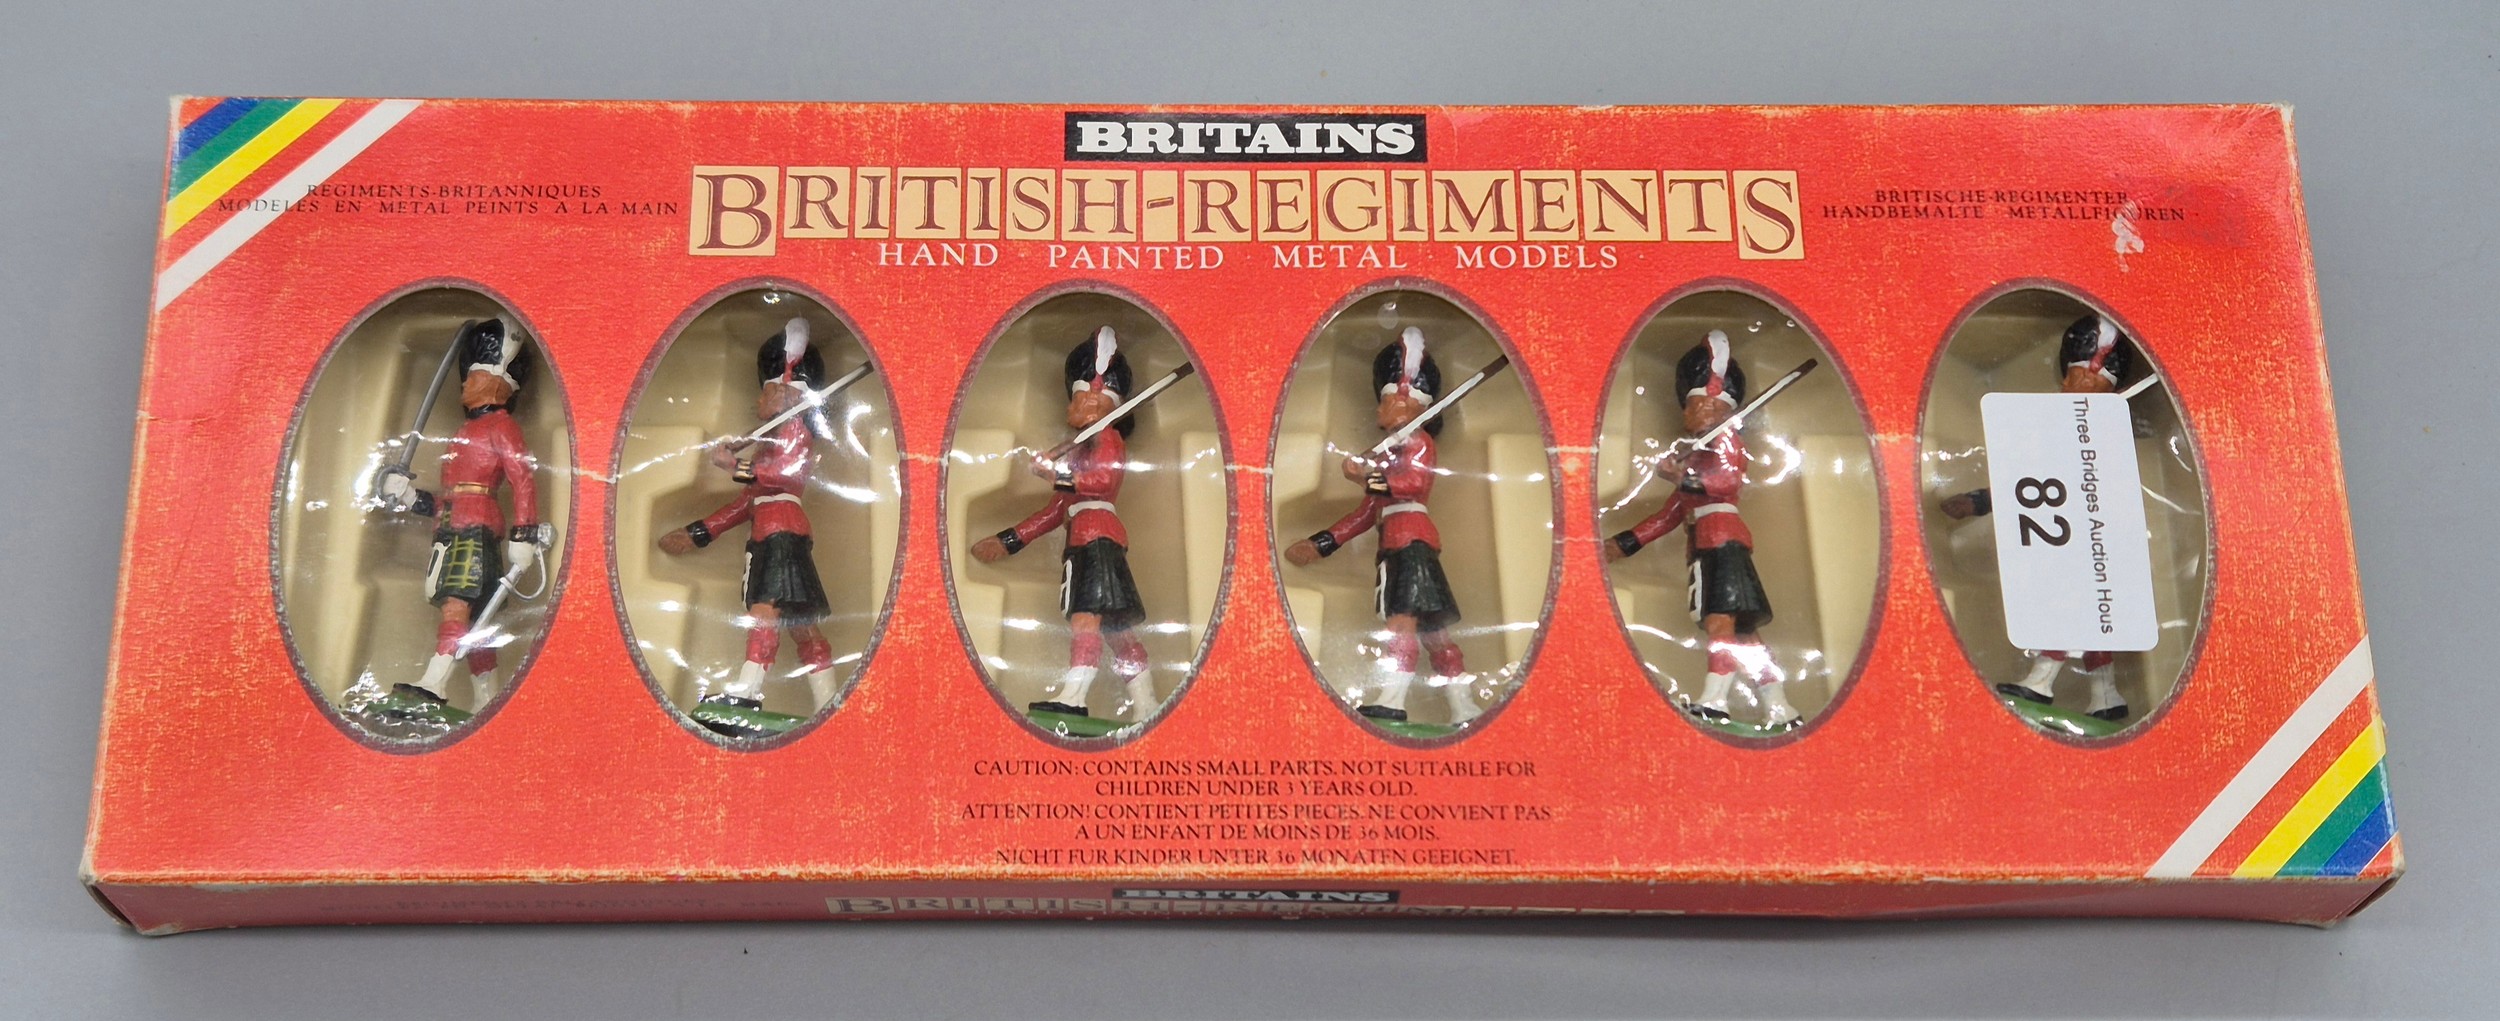 BRITAINS
BRITISH-REGIMENTS
HAND · PAINTED · METAL · MODELS ·
REGIMENTS-BRITANNIQUES
MODELES EN METAL PEINTS A LA MAIN
BRITISCHE-REGIMENTER
HANDBEMALTE · METALLFIGUREN ·
Three Bridges Auction Hous
82
CAUTION: CONTAINS SMALL PARTS. NOT SUITABLE FOR
CHILDREN UNDER 3 YEARS OLD.
ATTENTION! CONTIENT PETITES PIECES. NE CONVIENT PAS
A UN ENFANT DE MOINS DE 36 MOIS.
NICHT FUR KINDER UNTER 36 MONATEN GEEIGNET.
BRITAINS